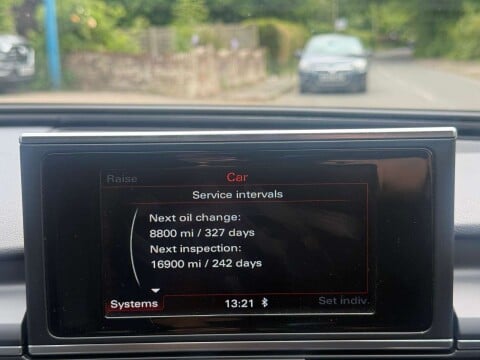 Raise
Car
Service intervals
Next oil change:
8800 mi / 327 days
Next inspection:
16900 mi / 242 days
Systems 13:21 Set indiv.